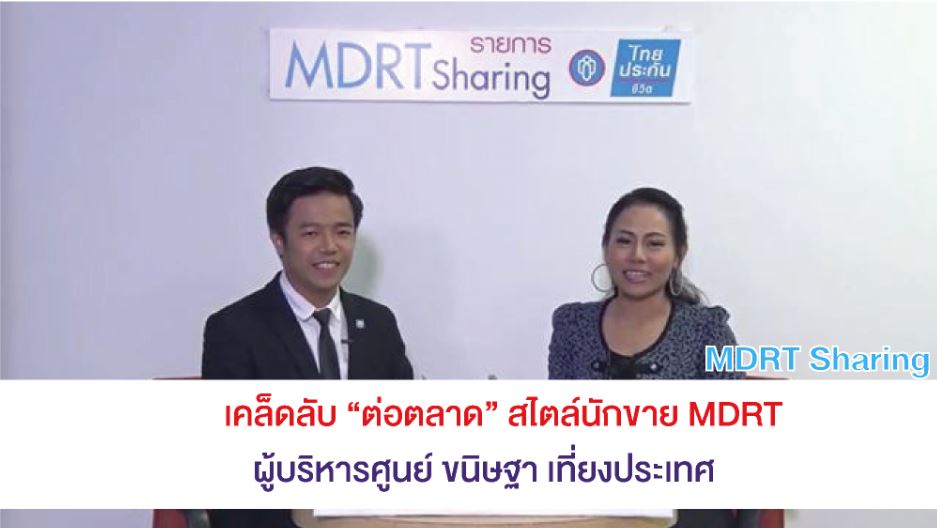 รายการ
MDRT Sharing
ไทย
ประกัน
ชีวิต
MDRT Sharing
เคล็ดลับ “ต่อตลาด” สไตล์นักขาย MDRT
ผู้บริหารศูนย์ ขนิษฐา เที่ยงประเทศ